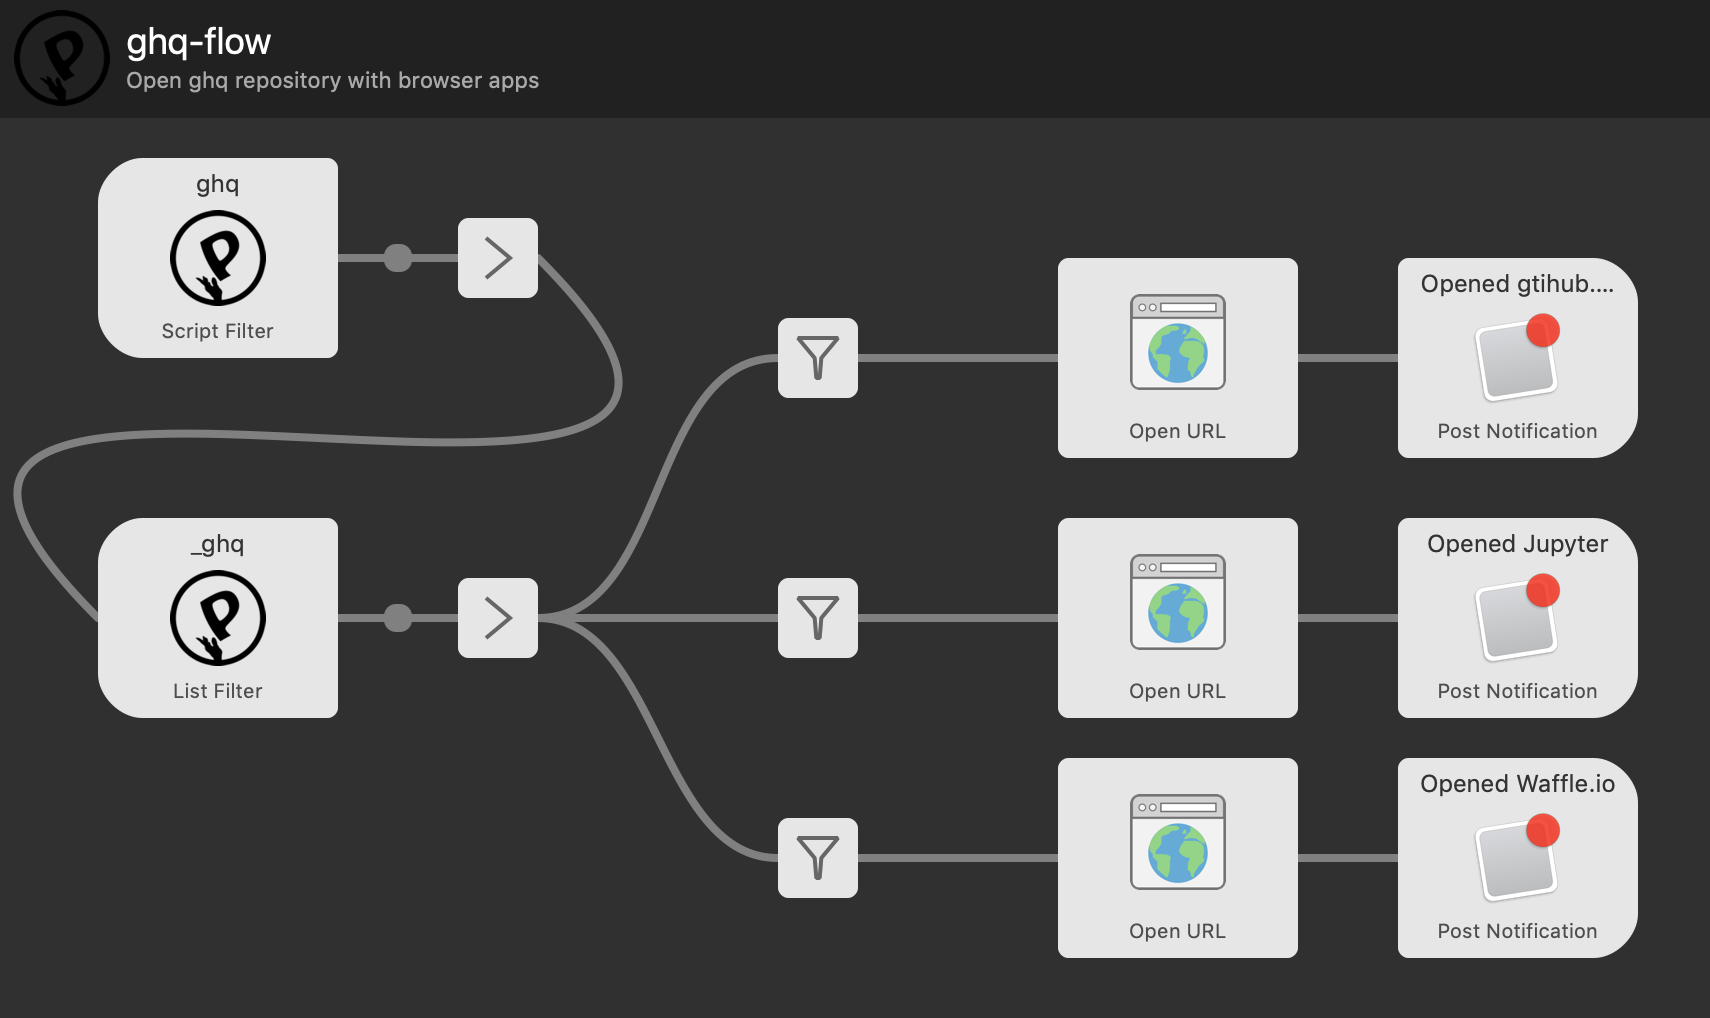 ghq-flow
Open ghq repository with browser apps
ghq
Script Filter
Open URL
Opened gtihub....
Post Notification
_ghq
List Filter
Open URL
Opened Jupyter
Post Notification
Open URL
Opened Waffle.io
Post Notification